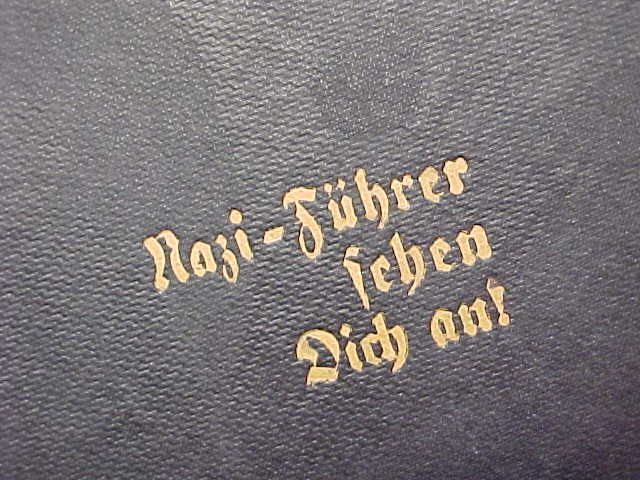 Nazi-Führer
sehen
Dich an!